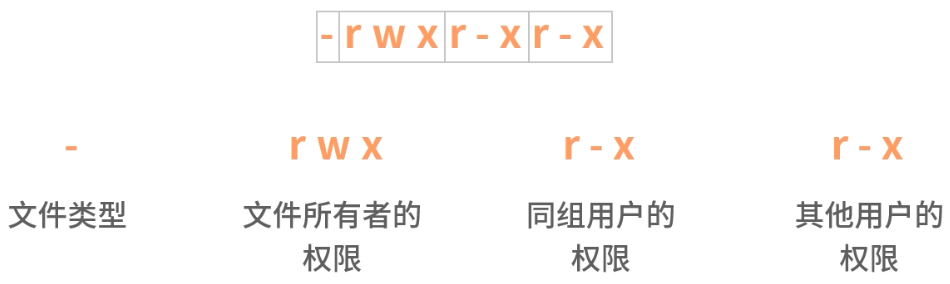 - r w x r - x r - x
- r w x r - x r - x
文件类型 文件所有者的 同组用户的 其他用户的
权限 权限 权限